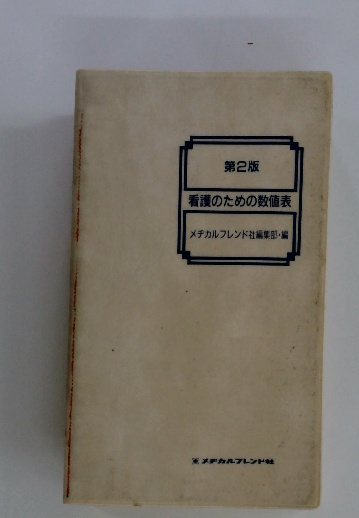 第2版
看護のための数値表
メヂカルフレンド社編集部・編
メヂカルフレンド社